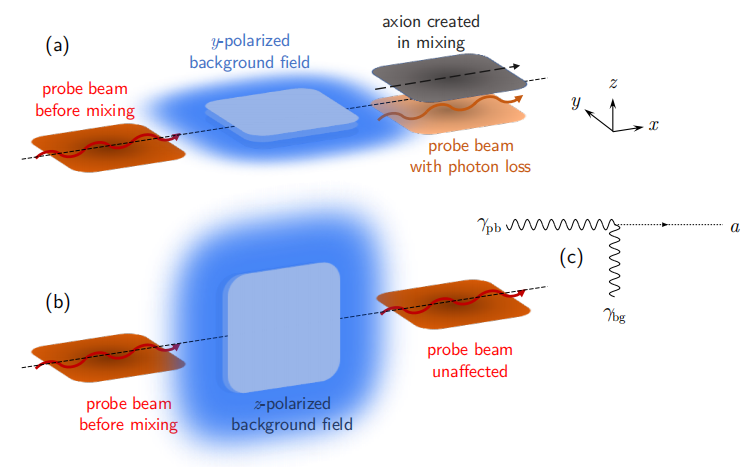 (a)
y-polarized
background field
axion created
in mixing
probe beam
before mixing
probe beam
with photon loss
z
y
x
(b)
probe beam
before mixing
z-polarized
background field
probe beam
unaffected
γpb
a
(c)
γbg